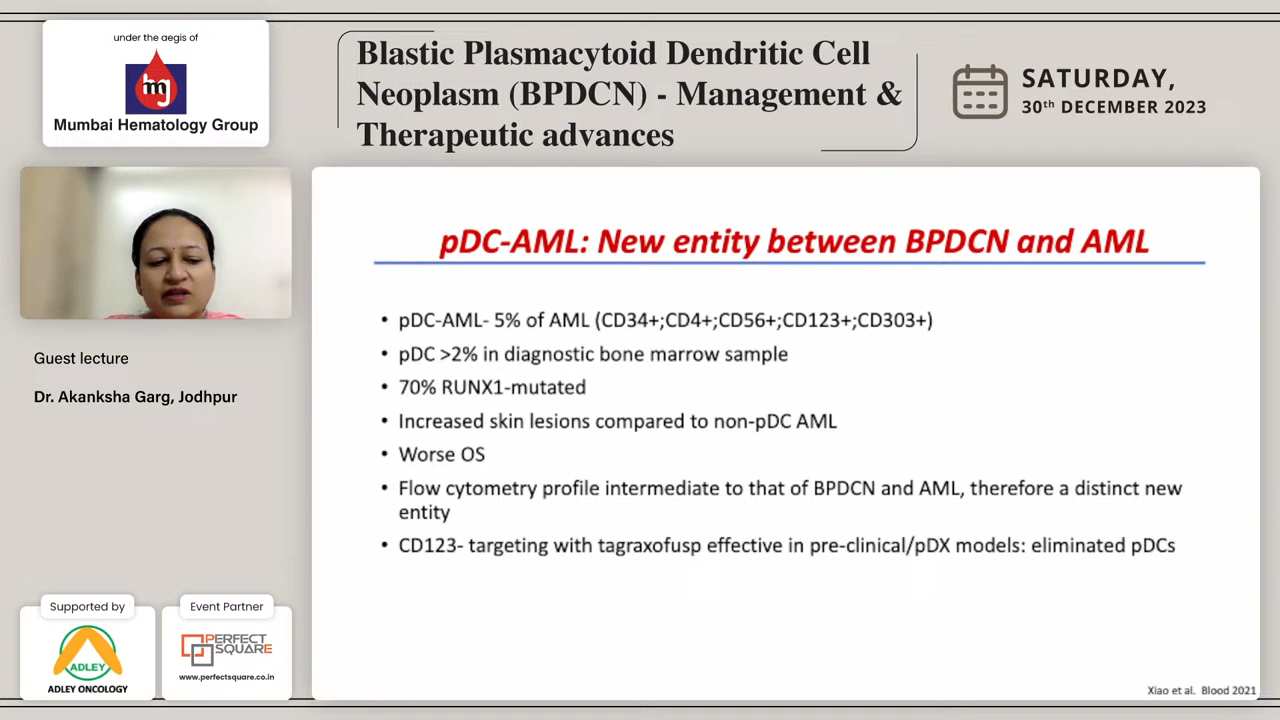 under the aegis of
hg
Mumbai Hematology Group
Blastic Plasmacytoid Dendritic Cell
Neoplasm (BPDCN) - Management &
Therapeutic advances
SATURDAY,
30th DECEMBER 2023
Guest lecture
Dr. Akanksha Garg, Jodhpur
pDC-AML: New entity between BPDCN and AML
• pDC-AML- 5% of AML (CD34+;CD4+;CD56+;CD123+;CD303+)
• pDC >2% in diagnostic bone marrow sample
• 70% RUNX1-mutated
• Increased skin lesions compared to non-pDC AML
• Worse OS
• Flow cytometry profile intermediate to that of BPDCN and AML, therefore a distinct new
entity
• CD123- targeting with tagraxofusp effective in pre-clinical/pDX models: eliminated pDCs
Xiao et al. Blood 2021
Supported by
ADLEY
ADLEY ONCOLOGY
Event Partner
PERFECT
SQUARE
www.perfectsquare.co.in